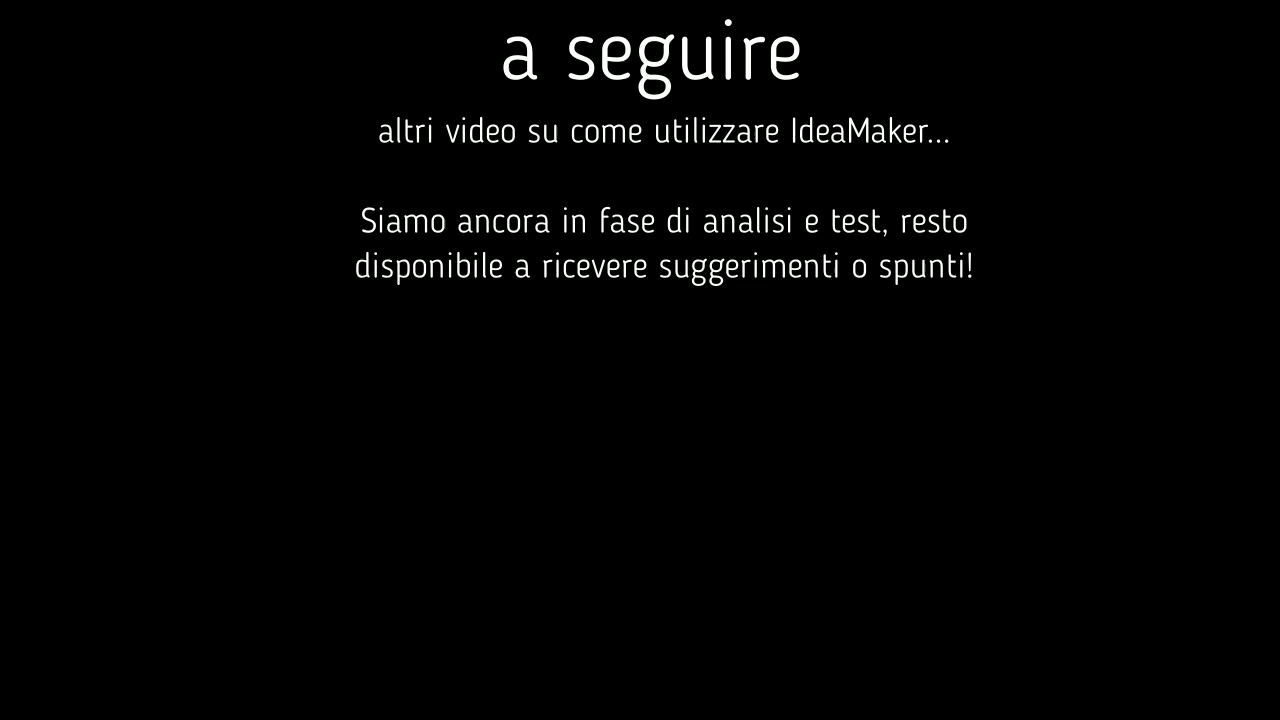 a seguire
altri video su come utilizzare IdeaMaker...
Siamo ancora in fase di analisi e test, resto
disponibile a ricevere suggerimenti o spunti!